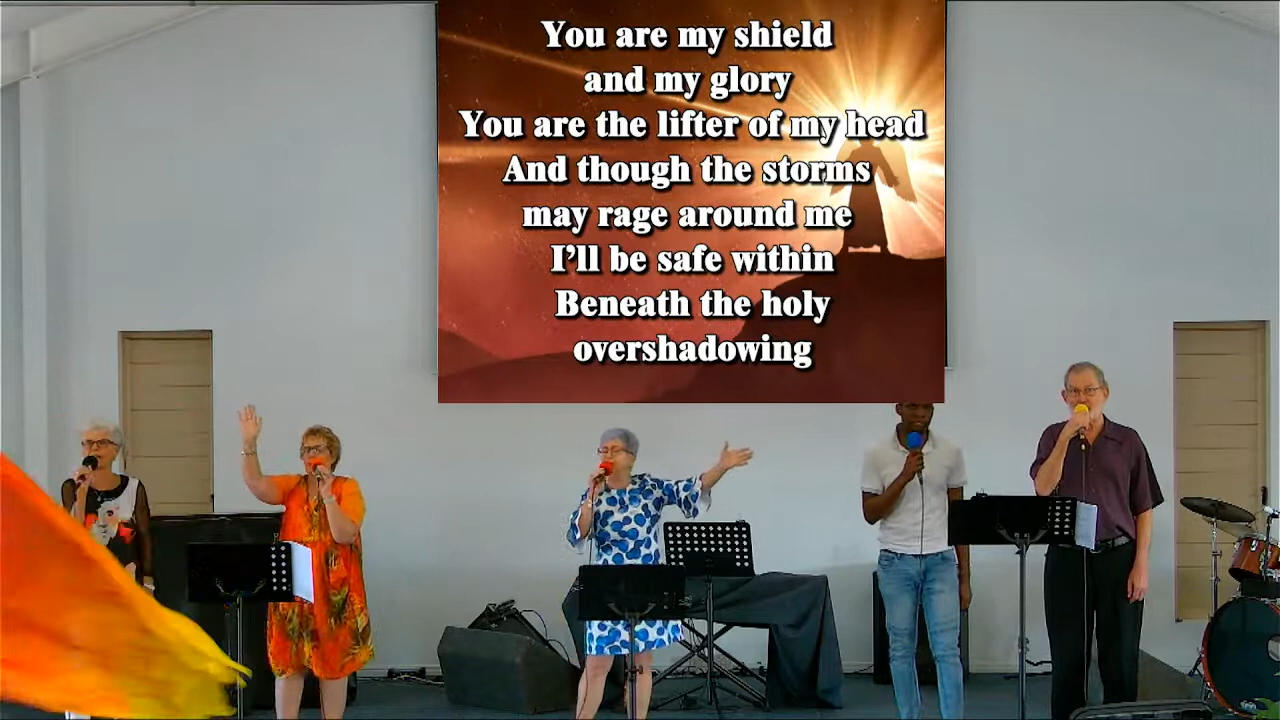 You are my shield
and my glory
You are the lifter of my head
And though the storms
may rage around me
I'll be safe within
Beneath the holy
overshadowing